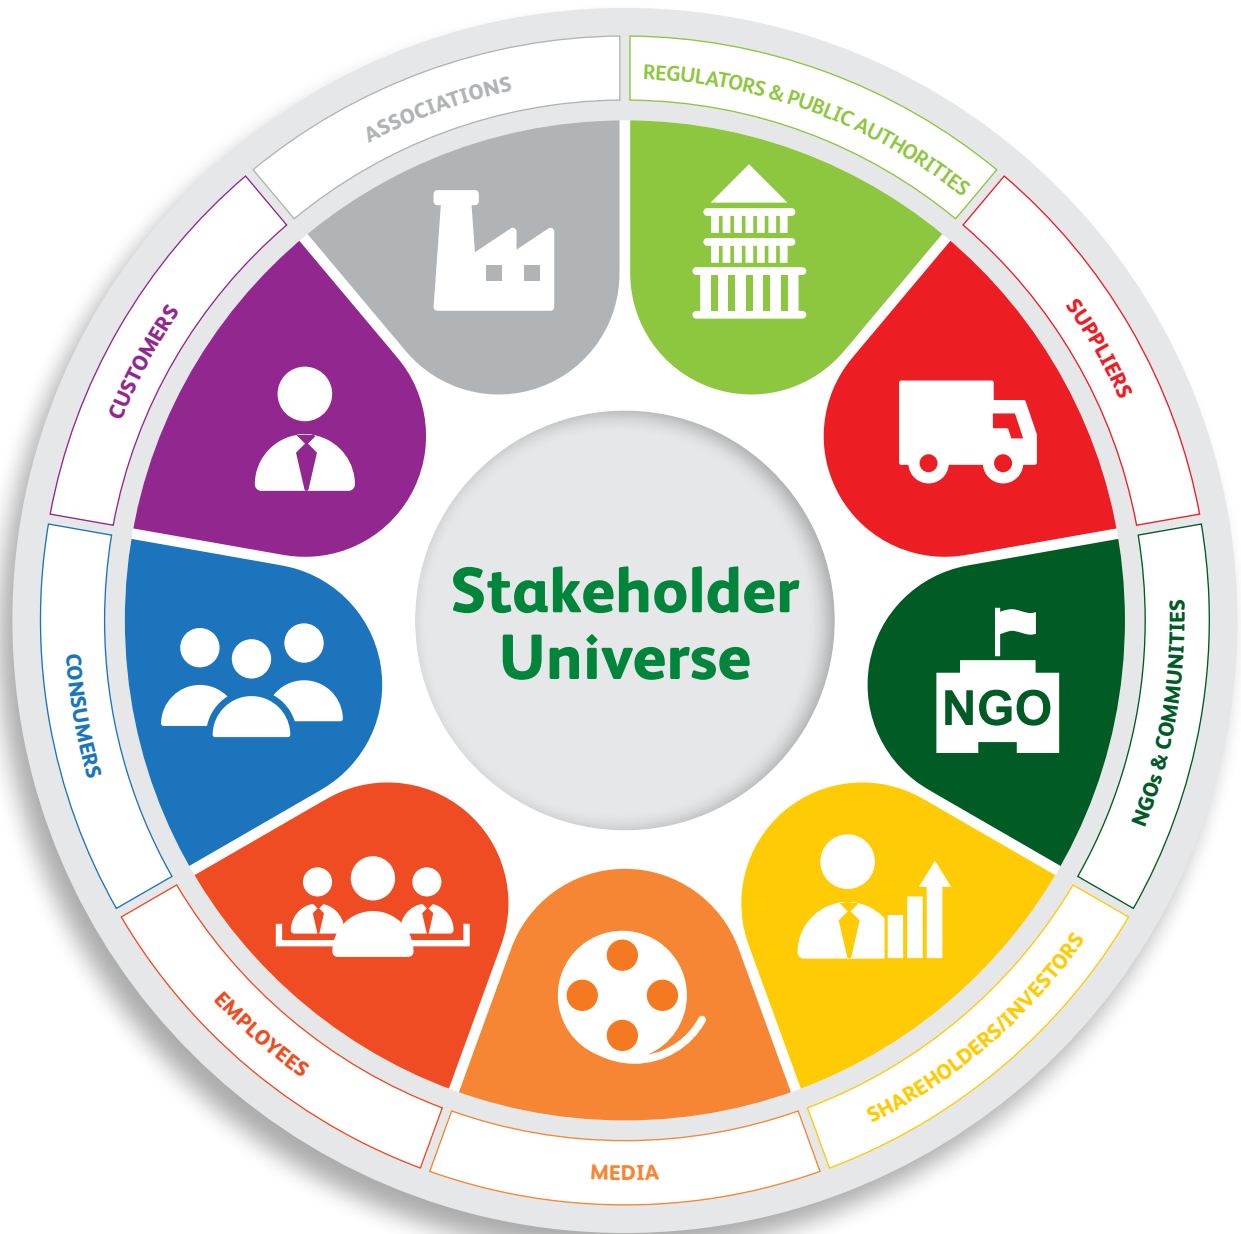 ASSOCIATIONS
REGULATORS & PUBLIC AUTHORITIES
SUPPLIERS
NGOs & COMMUNITIES
NGO
SHAREHOLDERS/INVESTORS
MEDIA
EMPLOYEES
CONSUMERS
CUSTOMERS
Stakeholder
Universe